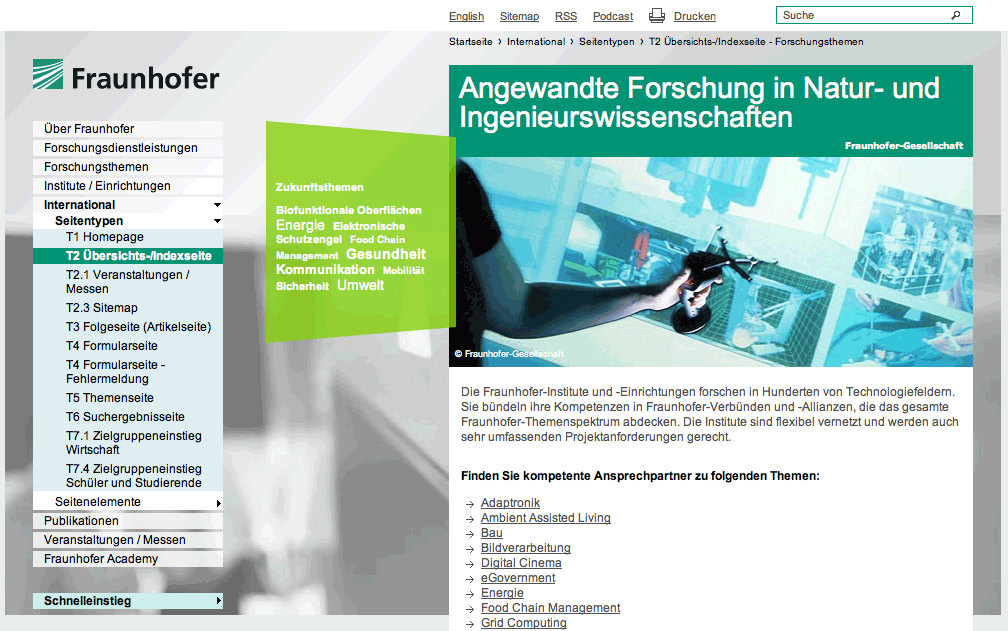 English Sitemap RSS Podcast Drucken Suche
Startseite › International › Seitentypen › T2 Übersichts-/Indexseite - Forschungsthemen
Fraunhofer
Über Fraunhofer
Forschungsdienstleistungen
Forschungsthemen
Institute / Einrichtungen
International
Seitentypen
T1 Homepage
T2 Übersichts-/Indexseite
T2.1 Veranstaltungen /
Messen
T2.3 Sitemap
T3 Folgeseite (Artikelseite)
T4 Formularseite
T4 Formularseite -
Fehlermeldung
T5 Themenseite
T6 Suchergebnisseite
T7.1 Zielgruppeneinstieg
Wirtschaft
T7.4 Zielgruppeneinstieg
Schüler und Studierende
Seitenelemente
Publikationen
Veranstaltungen / Messen
Fraunhofer Academy
Schnelleinstieg
Zukunftsthemen
Biofunktionale Oberflächen
Energie Elektronische
Schutzengel Food Chain
Management Gesundheit
Kommunikation Mobilität
Sicherheit Umwelt
Angewandte Forschung in Natur- und
Ingenieurswissenschaften
Fraunhofer-Gesellschaft
© Fraunhofer-Gesellschaft
Die Fraunhofer-Institute und -Einrichtungen forschen in Hunderten von Technologiefeldern.
Sie bündeln ihre Kompetenzen in Fraunhofer-Verbünden und -Allianzen, die das gesamte
Fraunhofer-Themenspektrum abdecken. Die Institute sind flexibel vernetzt und werden auch
sehr umfassenden Projektanforderungen gerecht.
Finden Sie kompetente Ansprechpartner zu folgenden Themen:
→ Adaptronik
→ Ambient Assisted Living
→ Bau
→ Bildverarbeitung
→ Digital Cinema
→ eGovernment
→ Energie
→ Food Chain Management
→ Grid Computing